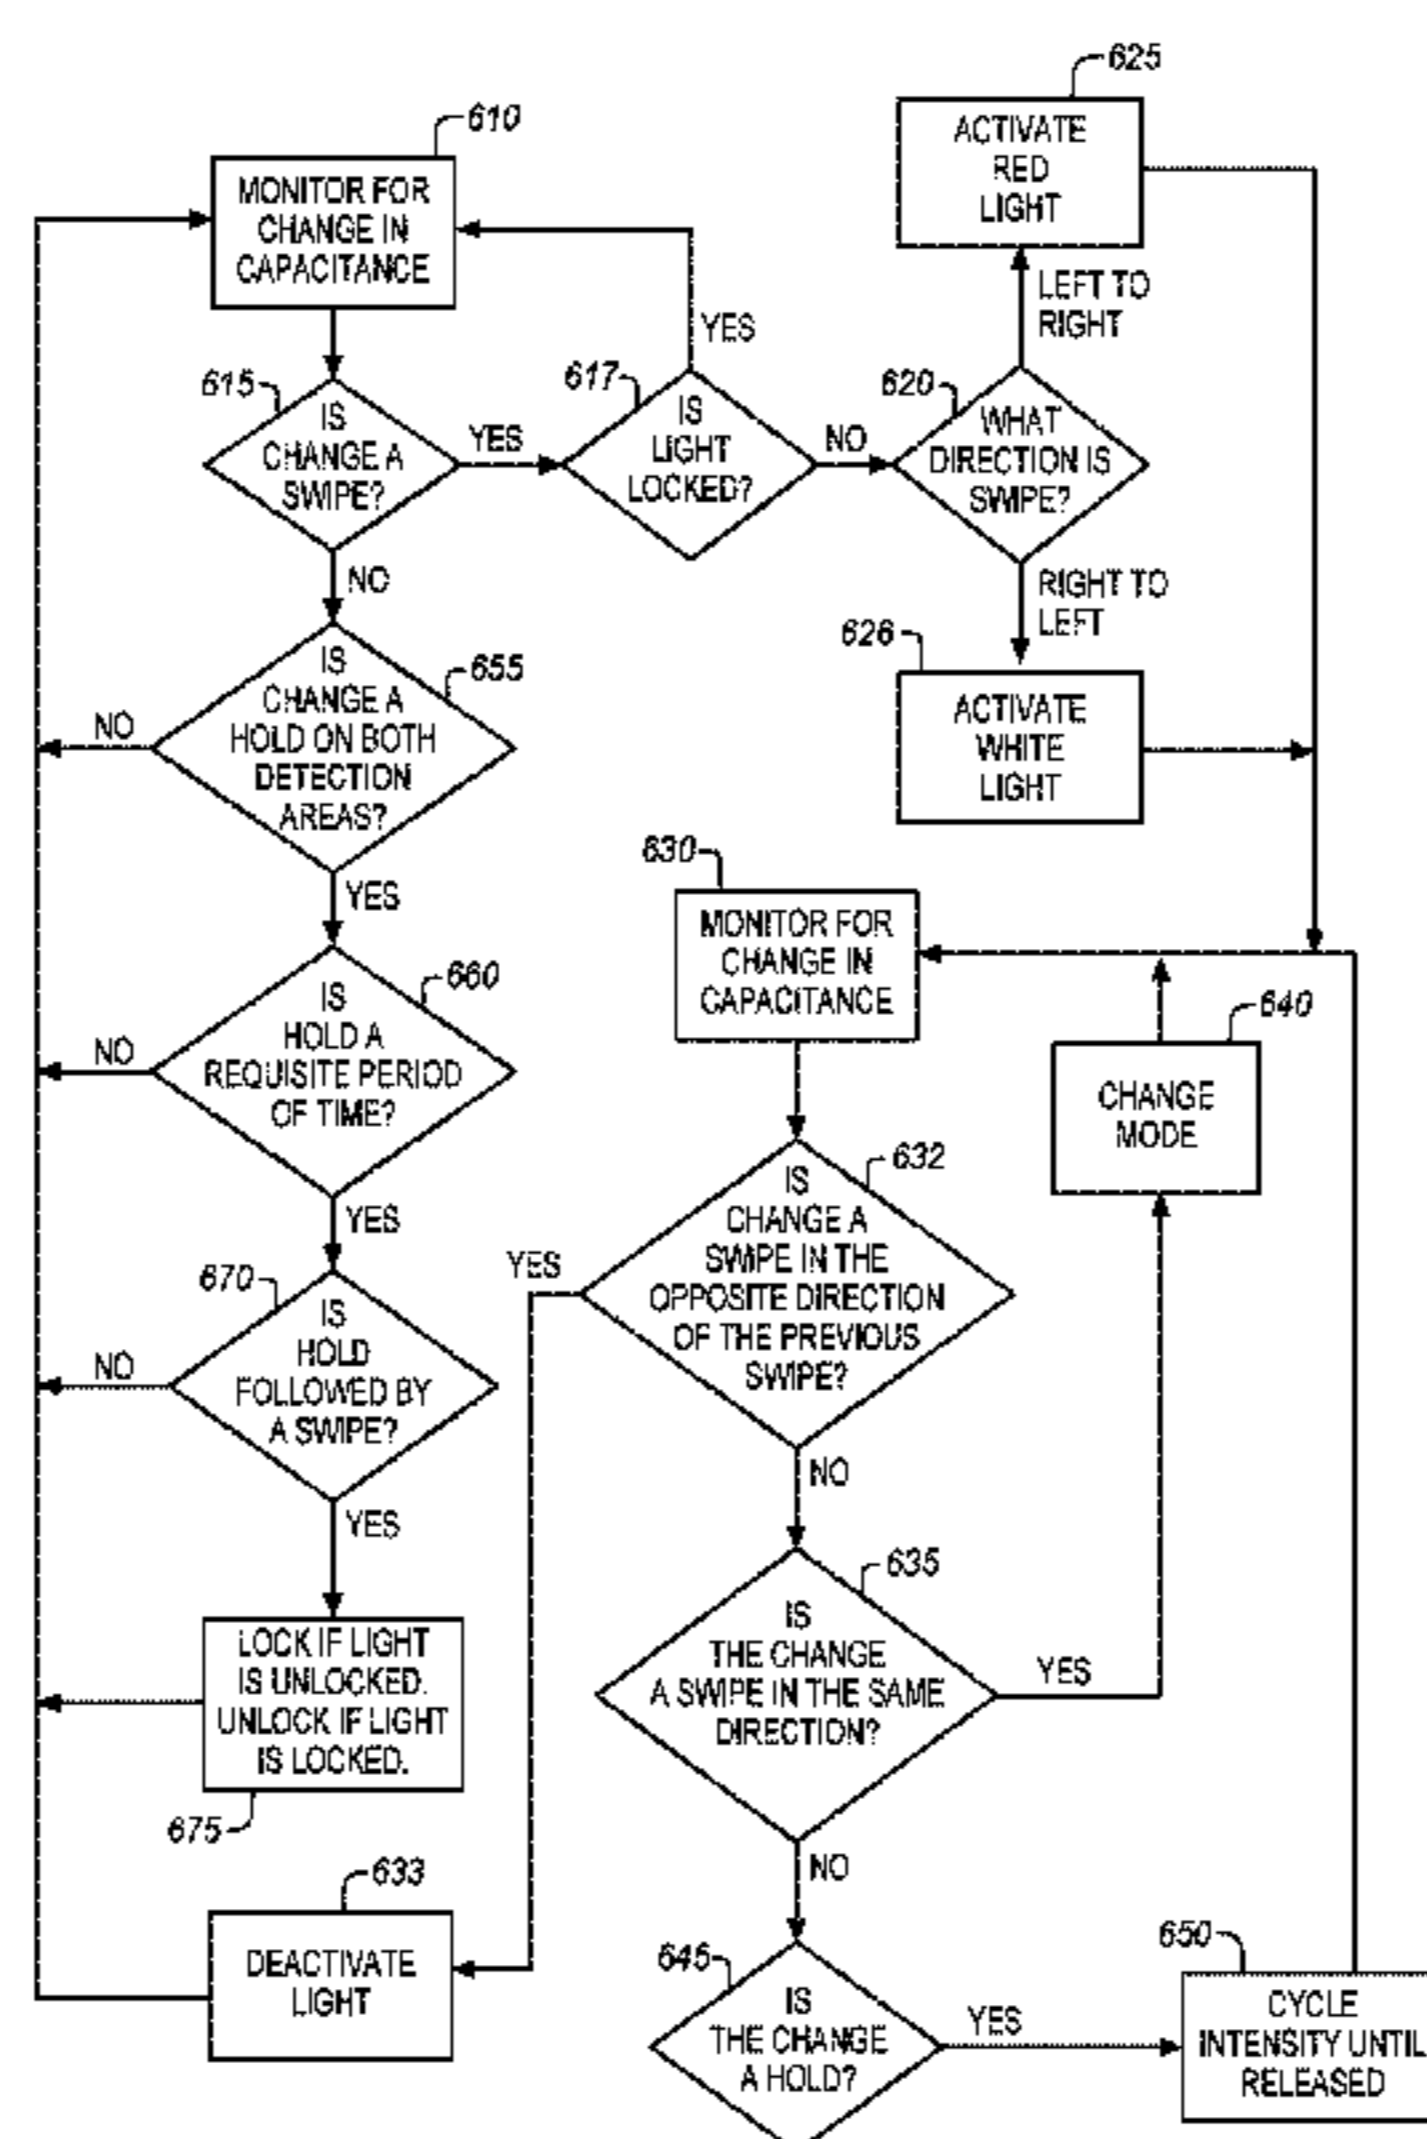 610
MONITOR FOR
CHANGE IN
CAPACITANCE
625
ACTIVATE
RED
LIGHT
LEFT TO
RIGHT
YES
615
IS
CHANGE A
SWIPE?
YES
617
IS
LIGHT
LOCKED?
NO
620
WHAT
DIRECTION IS
SWIPE?
NO
RIGHT TO
LEFT
626
ACTIVATE
WHITE
LIGHT
655
IS
CHANGE A
HOLD ON BOTH
DETECTION
AREAS?
NO
YES
630
MONITOR FOR
CHANGE IN
CAPACITANCE
660
IS
HOLD A
REQUISITE PERIOD
OF TIME?
NO
YES
640
CHANGE
MODE
632
IS
CHANGE A
SWIPE IN THE
OPPOSITE DIRECTION
OF THE PREVIOUS
SWIPE?
YES
NO
670
IS
HOLD
FOLLOWED BY
A SWIPE?
NO
YES
635
IS
THE CHANGE
A SWIPE IN THE SAME
DIRECTION?
YES
NO
LOCK IF LIGHT
IS UNLOCKED.
UNLOCK IF LIGHT
IS LOCKED.
675
633
DEACTIVATE
LIGHT
645
IS
THE CHANGE
A HOLD?
YES
650
CYCLE
INTENSITY UNTIL
RELEASED